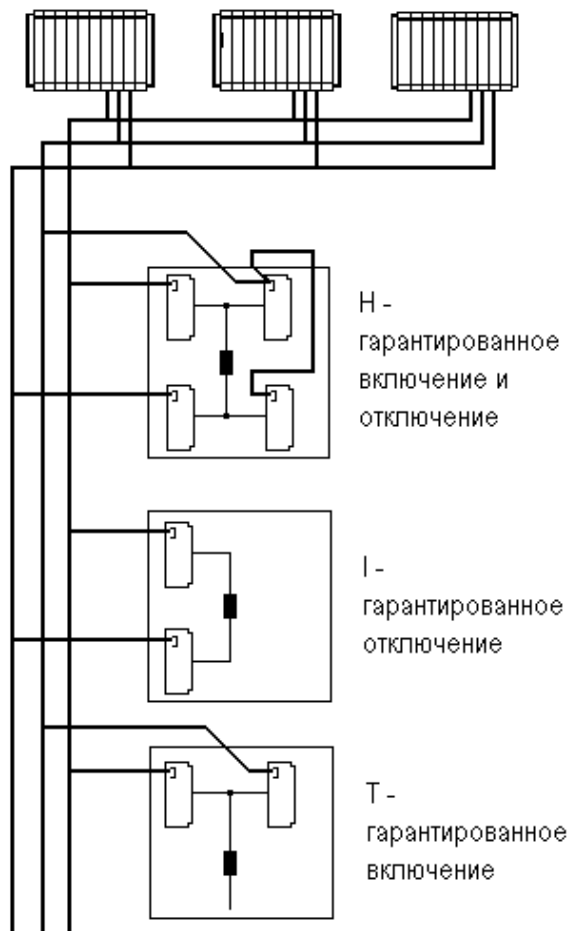 Н -
гарантированное
включение и
отключение
I -
гарантированное
отключение
Т -
гарантированное
включение